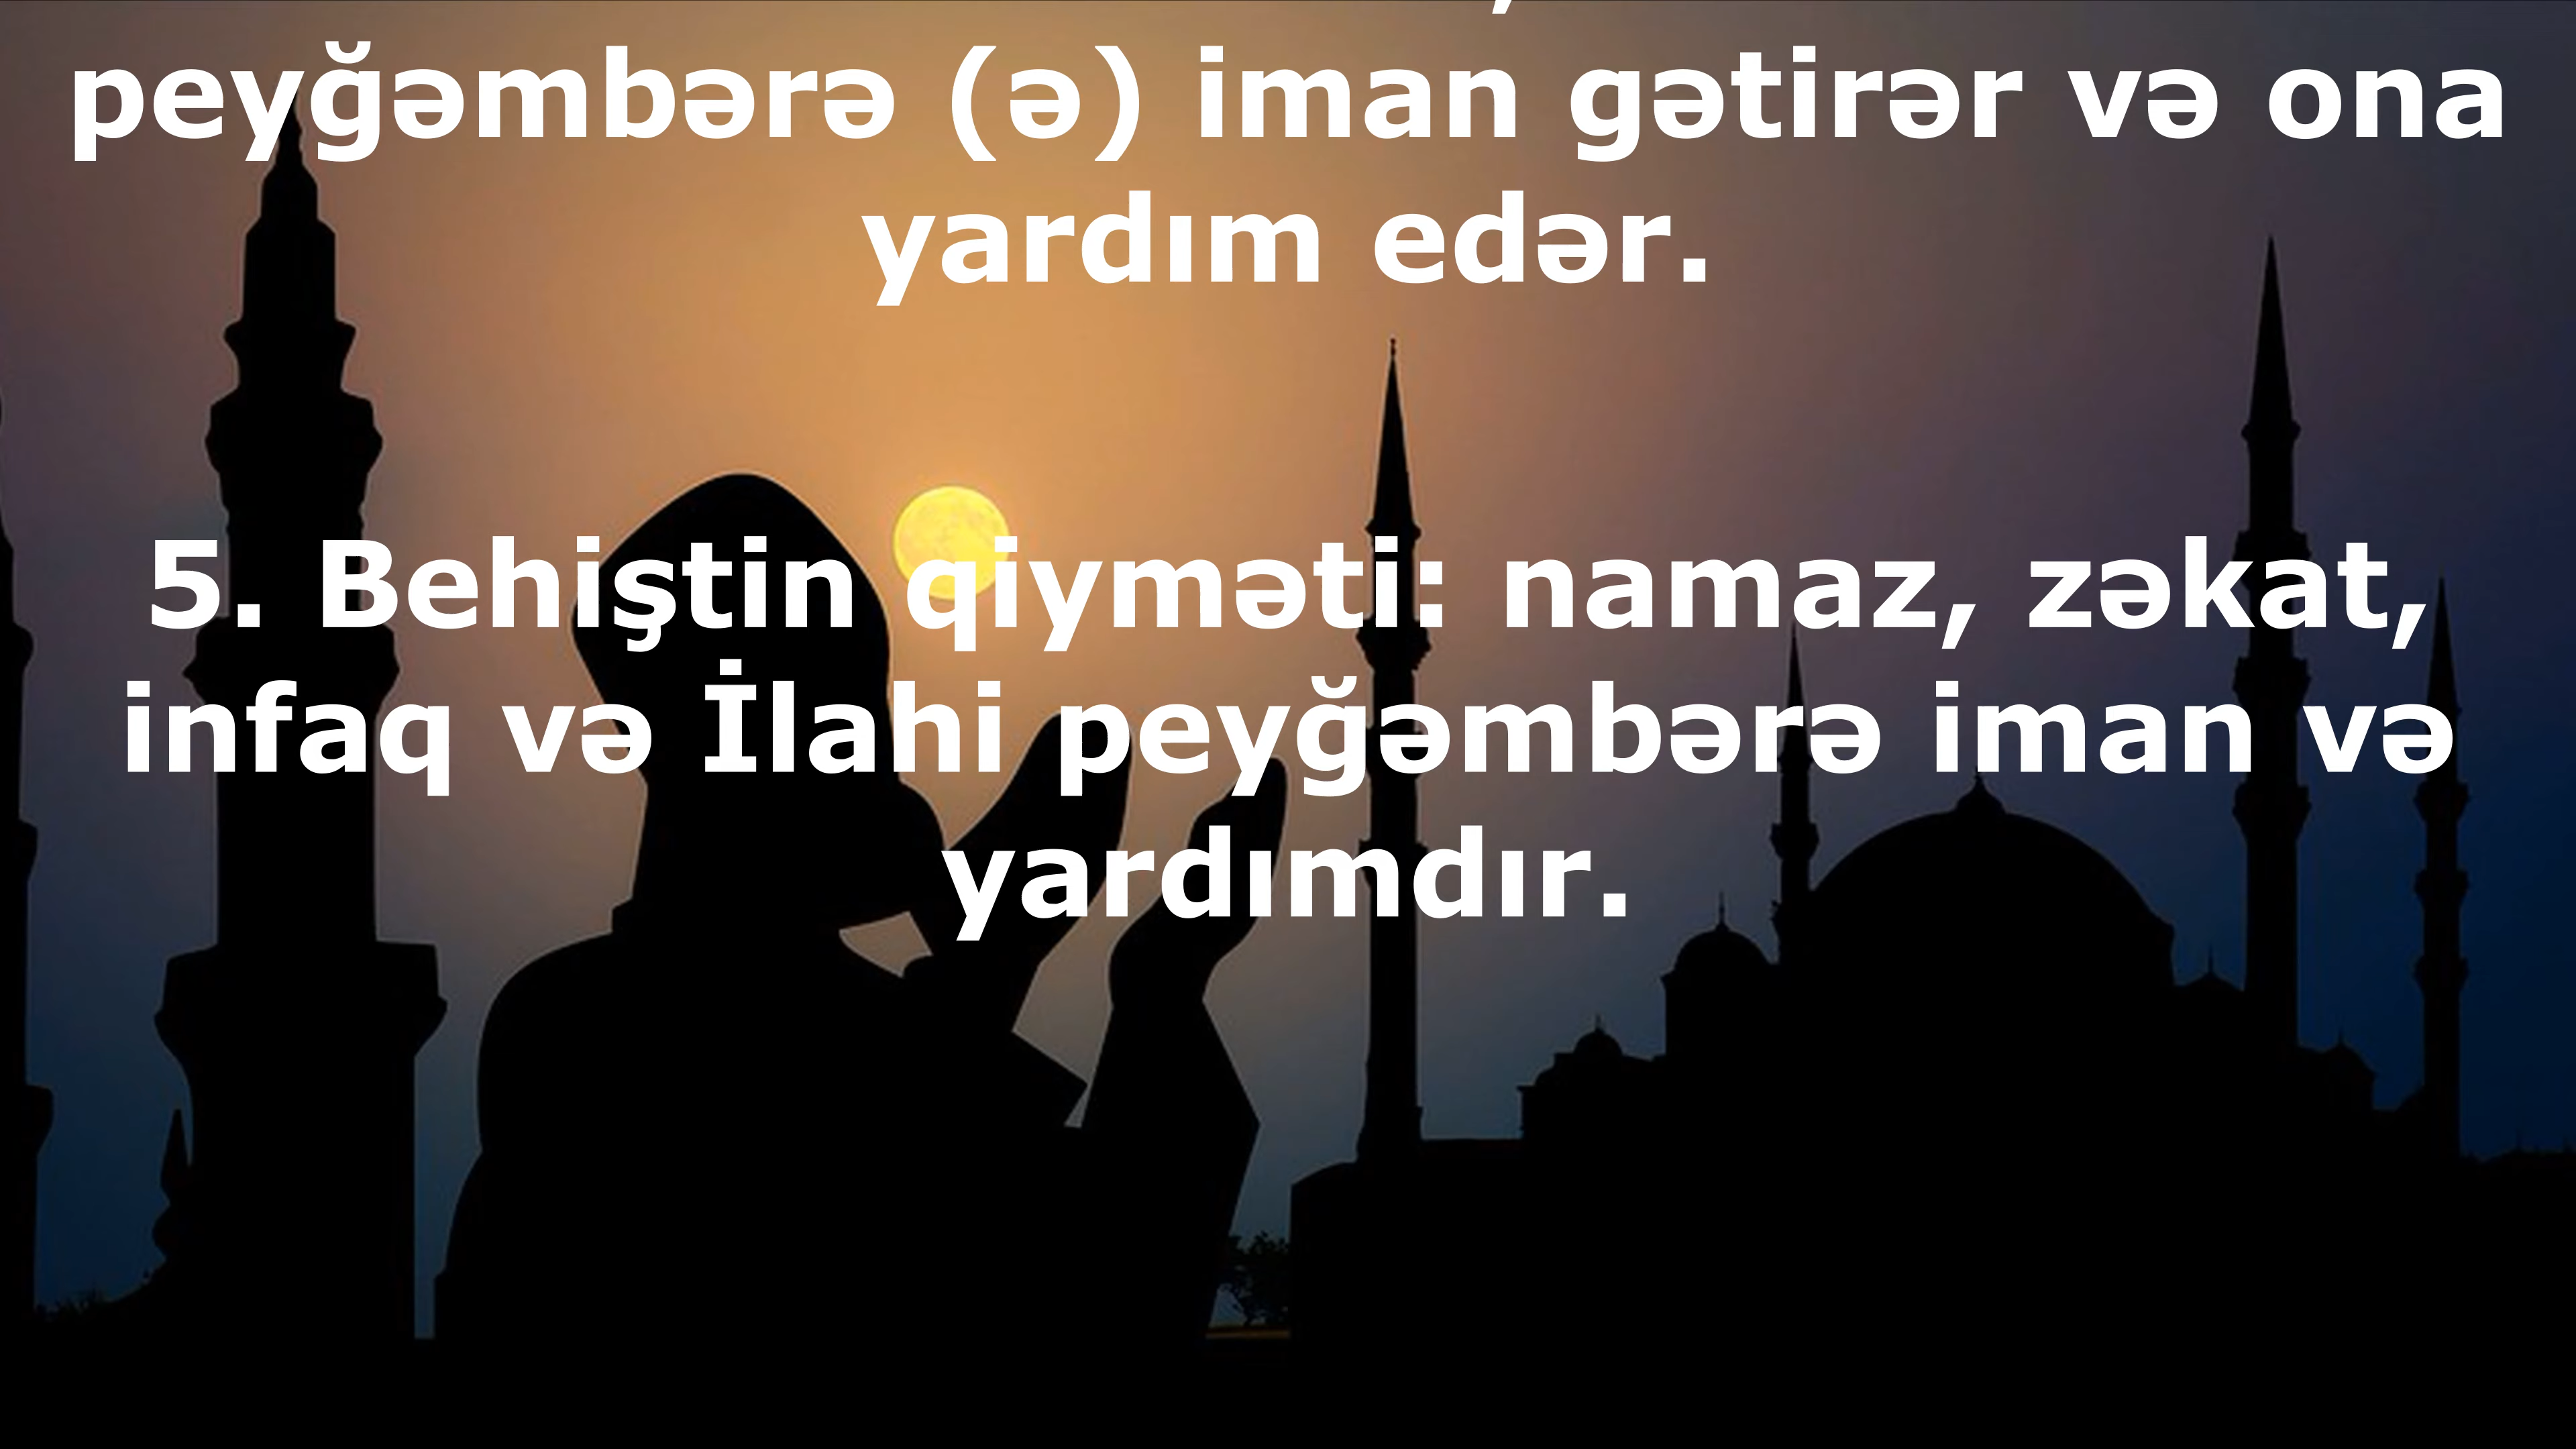 peyğəmbərə (ə) iman gətirər və ona
yardım edər.
5. Behiştin qiyməti: namaz, zəkat,
infaq və İlahi peyğəmbərə iman və
yardımdır.